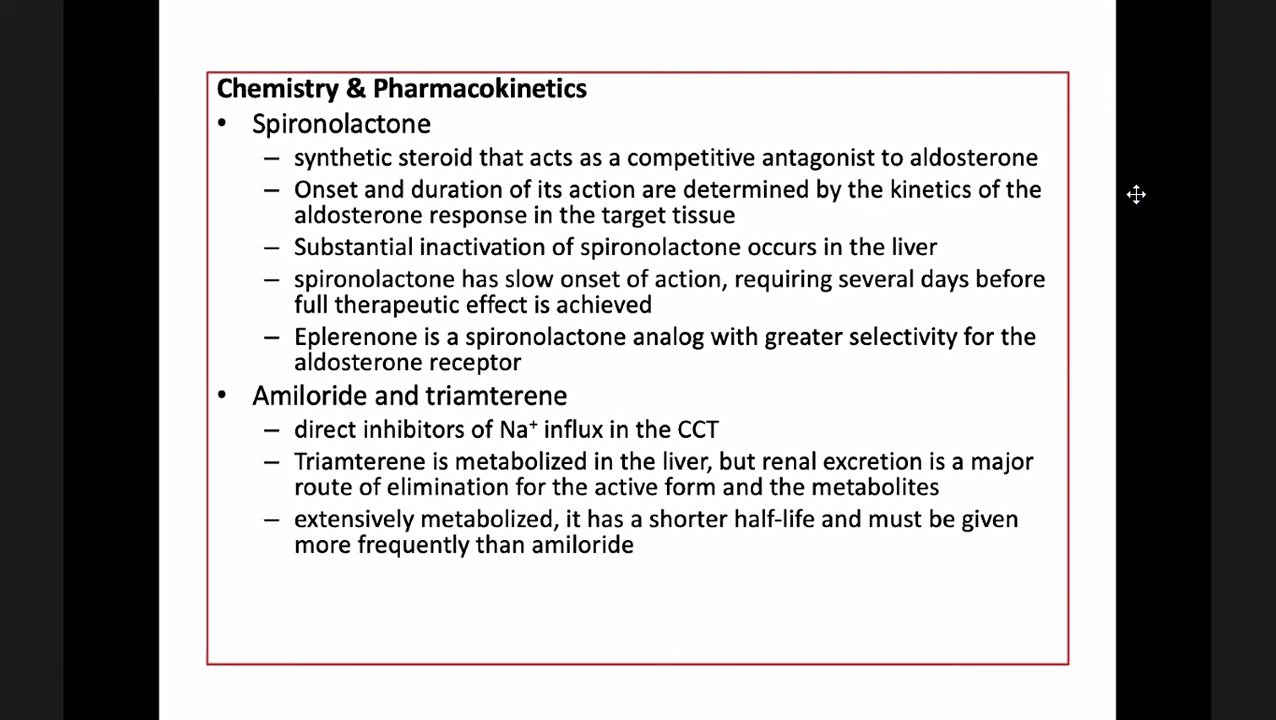 Chemistry & Pharmacokinetics
• Spironolactone
– synthetic steroid that acts as a competitive antagonist to aldosterone
– Onset and duration of its action are determined by the kinetics of the
aldosterone response in the target tissue
– Substantial inactivation of spironolactone occurs in the liver
– spironolactone has slow onset of action, requiring several days before
full therapeutic effect is achieved
– Eplerenone is a spironolactone analog with greater selectivity for the
aldosterone receptor
• Amiloride and triamterene
– direct inhibitors of Na⁺ influx in the CCT
– Triamterene is metabolized in the liver, but renal excretion is a major
route of elimination for the active form and the metabolites
– extensively metabolized, it has a shorter half-life and must be given
more frequently than amiloride